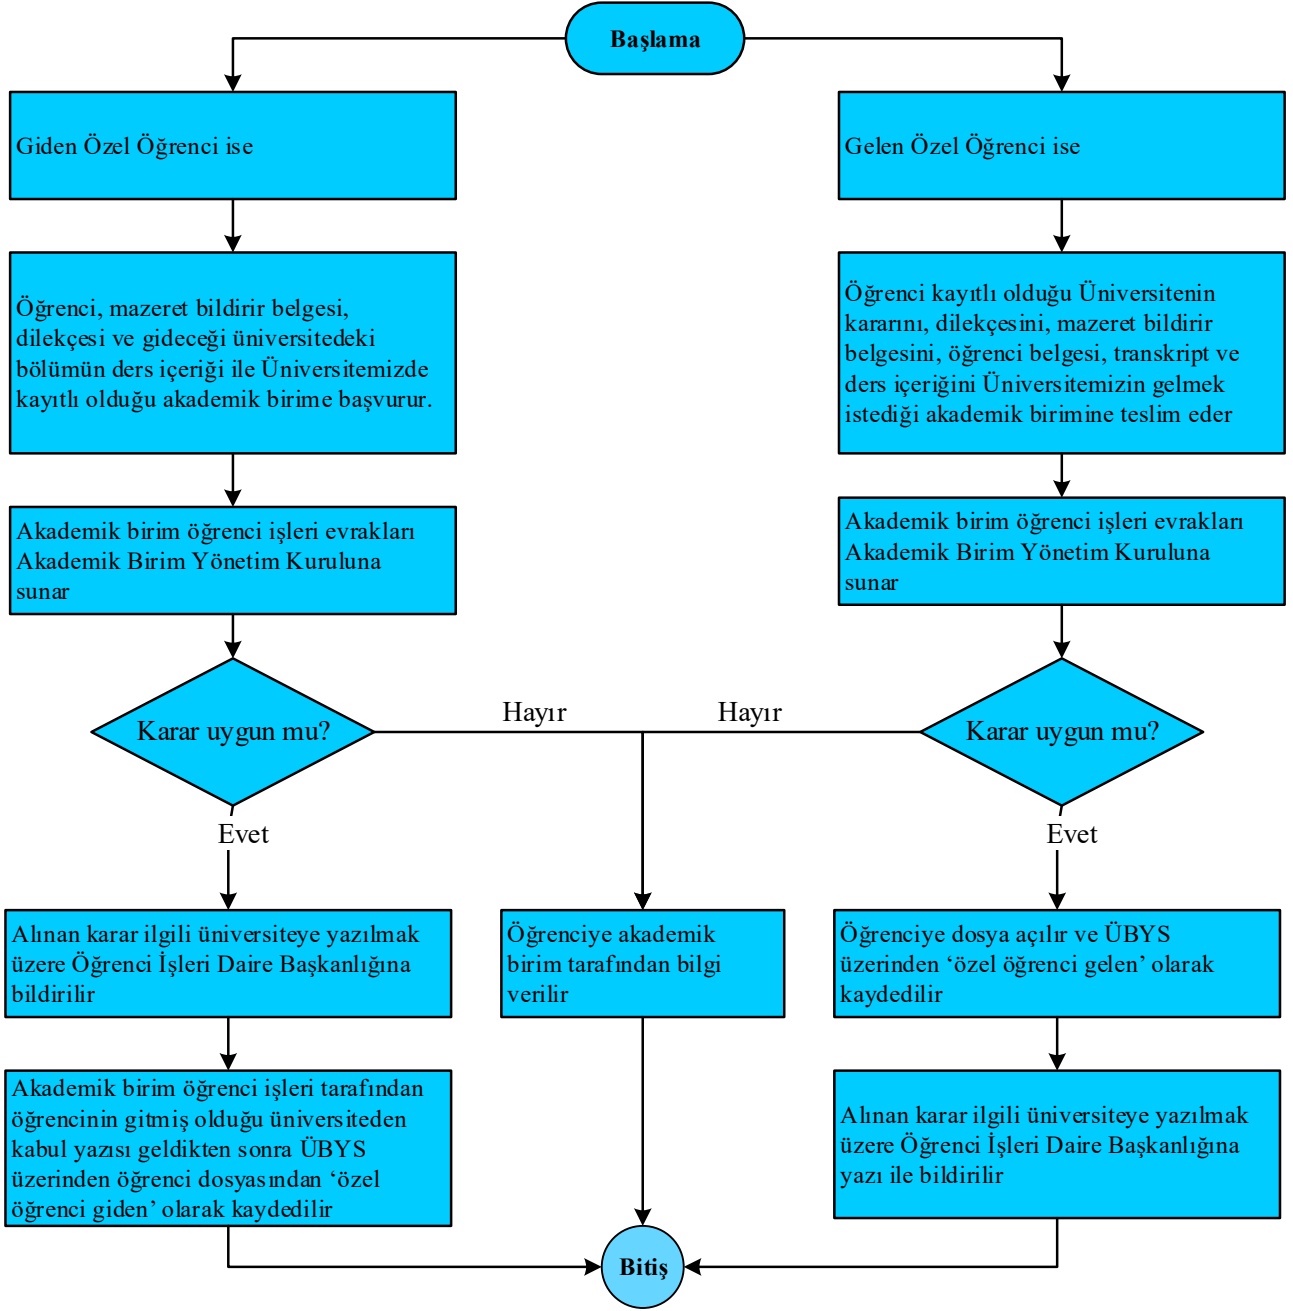 Başlama
Giden Özel Öğrenci ise
Gelen Özel Öğrenci ise
Öğrenci, mazeret bildirir belgesi,
dilekçesi ve gideceği üniversitedeki
bölümün ders içeriği ile Üniversitemizde
kayıtlı olduğu akademik birime başvurur.
Öğrenci kayıtlı olduğu Üniversitenin
kararını, dilekçesini, mazeret bildirir
belgesini, öğrenci belgesi, transkript ve
ders içeriğini Üniversitemizin gelmek
istediği akademik birimine teslim eder
Akademik birim öğrenci işleri evrakları
Akademik Birim Yönetim Kuruluna
sunar
Akademik birim öğrenci işleri evrakları
Akademik Birim Yönetim Kuruluna
sunar
Karar uygun mu?
Hayır
Hayır
Karar uygun mu?
Evet
Evet
Alınan karar ilgili üniversiteye yazılmak
üzere Öğrenci İşleri Daire Başkanlığına
bildirilir
Öğrenciye akademik
birim tarafından bilgi
verilir
Öğrenciye dosya açılır ve ÜBYS
üzerinden ‘özel öğrenci gelen’ olarak
kaydedilir
Akademik birim öğrenci işleri tarafından
öğrencinin gitmiş olduğu üniversiteden
kabul yazısı geldikten sonra ÜBYS
üzerinden öğrenci dosyasından ‘özel
öğrenci giden’ olarak kaydedilir
Alınan karar ilgili üniversiteye yazılmak
üzere Öğrenci İşleri Daire Başkanlığına
yazı ile bildirilir
Bitiş